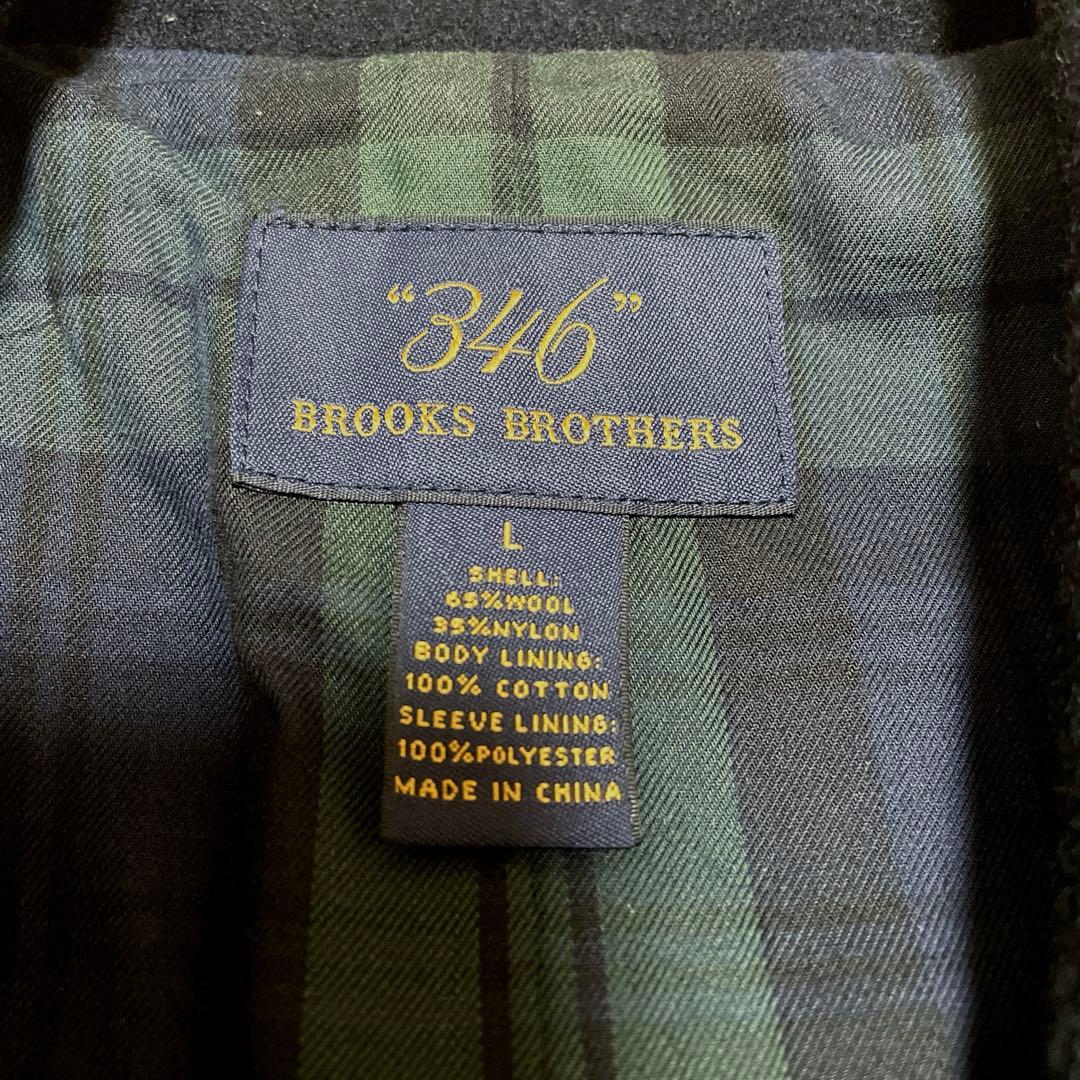 “346”
BROOKS BROTHERS
L
SHELL:
65%WOOL
35%NYLON
BODY LINING:
100% COTTON
SLEEVE LINING:
100%POLYESTER
MADE IN CHINA